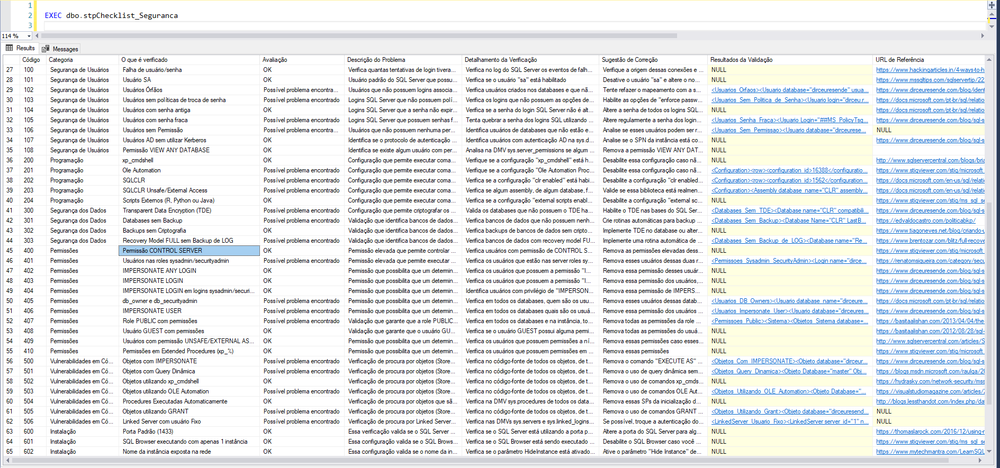 1
2 EXEC dbo.stpChecklist_Seguranca
3
114 %
Results Messages
Código Categoria O que é verificado Avaliação Descrição do Problema Detalhamento da Verificação Sugestão de Correção Resultados da Validação URL de Referência
27 100 Segurança de Usuários Falha de usuário/senha OK Verifica quantas tentativas de login tivera... Verifica no log do SQL Server os eventos de falh... Verifique a origem dessas conexões e ... NULL https://www.hackingarticles.in/4-ways-to-h
28 101 Segurança de Usuários Usuário SA OK Usuário padrão do SQL Server que possu... Verifica se o usuário "sa" está habilitado Desative o usuário "sa" e altere o no... NULL https://www.mssqltips.com/sqlservertip/22
29 102 Segurança de Usuários Usuários Órfãos Possível problema encontra... Usuários que não possuem logins associa... Verifica usuários criados nos databases e que nã... Tente refazer o mapeamento com a s... <Usuarios_Orfaos><Usuario database="dirceuresende" usua... https://www.dirceuresende.com/blog/ident
30 103 Segurança de Usuários Usuários sem políticas de troca de senha Possível problema encontrado Logins SQL Server que não possuem polí... Verifica os logins que não possuem as opções de... Habilite as opções de "enforce passw... <Usuarios_Sem_Politica_de_Senha><Usuario login="dirceu.r... https://docs.microsoft.com/pt-br/sql/relatio
31 104 Segurança de Usuários Usuários com senha antiga OK Logins SQL Server que a senha não expir... Verifica se a senha do login SQL Server não é alt... Altere a senha de todos os logins SQL... NULL https://docs.microsoft.com/pt-br/sql/relatio
32 105 Segurança de Usuários Usuários com senha fraca Possível problema encontrado Logins SQL Server que possuem senhas f... Tenta quebrar a senha dos logins SQL utilizando ... Altere regularmente a senha dos login... <Usuarios_Senha_Fraca><Usuario Login="##MS_PolicyTsq... https://www.dirceuresende.com/blog/sql-s
33 106 Segurança de Usuários Usuários sem Permissão Possível problema encontra... Usuários que não possuem nenhuma per... Identifica usuários de databases que não estão e... Analise se esses usuários podem ser r... <Usuarios_Sem_Permissao><Usuario database="dirceurese... NULL
34 107 Segurança de Usuários Usuários AD sem utilizar Kerberos OK Identifica se o protocolo de autenticação ... Identifica usuários com autenticação AD na sys.d... Analise se o SPN da instância está co... NULL https://www.dirceuresende.com/blog/sql-s
35 108 Segurança de Usuários Permissão VIEW ANY DATABASE OK Identifica se existe algum usuário com per... Analisa na DMV sys.server_permissions se algum ... Remova a permissão VIEW ANY DAT... NULL
36 200 Programação xp_cmdshell OK Configuração que permite executar coma... Verifique se a configuração "xp_cmdshell" está h... Desabilite essa configuração caso nã... NULL http://www.sqlservercentral.com/blogs/bria
37 201 Programação Ole Automation Possível problema encontrado Configuração que permite executar coma... Verifique se a configuração "Ole Automation Proc... Desabilite essa configuração caso nã... <Configuration><row><configuration_id>16388</configuratio... https://www.stigviewer.com/stig/microsoft_
38 202 Programação SQLCLR Possível problema encontrado Configuração que permite executar coma... Verifica se a configuração "clr enabled" está habi... Desabilite a configuração "clr enabled... <Configuration><row><configuration_id>1562</configuration... https://docs.microsoft.com/en-us/sql/relati
39 203 Programação SQLCLR Unsafe/External Access Possível problema encontrado Configuração que permite executar coma... Verifica se algum assembly, de algum database, f... Valide se essa biblioteca está realmen... <Configuration><Assembly database_name="CLR" assembly... https://docs.microsoft.com/en-us/sql/relati
40 204 Programação Scripts Externos (R, Python ou Java) OK Configuração que permite executar coma... Verifica se a configuração "external scripts enabl... Desabilite a configuração "external sc... NULL https://www.stigviewer.com/stig/ms_sql_se
41 300 Segurança dos Dados Transparent Data Encryption (TDE) Possível problema encontrado Configuração que permite criptografar os ... Valida os databases que não possuem o TDE ha... Habilite o TDE nas bases do SQL Ser... <Databases_Sem_TDE><Database name="CLR" compatibili... https://www.dirceuresende.com/blog/sql-s
42 301 Segurança dos Dados Databases sem Backup Possível problema encontrado Validação que identifica bancos de dados... Verifica bancos de dados que não possuem nenh... Crie rotinas automáticas para backup ... <Databases_Sem_Backup><Database Name="CLR" LastB... https://edvaldocastro.com/politicabkp/
43 302 Segurança dos Dados Backups sem Criptografia OK Validação que identifica bancos de dados... Verifica backups de bancos de dados sem cripto... Implemente TDE no database ou alter... NULL https://www.tiagoneves.net/blog/criando-u
44 303 Segurança dos Dados Recovery Model FULL sem Backup de LOG Possível problema encontrado Validação que identifica bancos de dados... Verifica bancos de dados com recovery model FU... Implemente uma rotina automática de ... <Databases_Sem_Backup_de_LOG><Database name="Re... https://www.brentozar.com/blitz/full-recove
45 400 Permissões Permissão CONTROL SERVER OK Permissão elevada que permite controlar ... Verifica usuários com permissão de CONTROL S... Remova as permissões elevadas dess... NULL https://www.stigviewer.com/stig/microsoft_
46 401 Permissões Usuários nas roles sysadmin/securityadmin Possível problema encontrado Permissão elevada que permite executar ... Verifica os usuários que estão nas server roles sy... Remova esses usuários dessas duas r... <Permissoes_Sysadmin_SecurityAdmin><Login name="dirce... https://renatomsiqueira.com/category/secu
47 402 Permissões IMPERSONATE ANY LOGIN OK Permissão que possibilita que um determin... Verifica os usuários que possuem a permissão "I... Remova essa permissão desses usuár... NULL https://www.dirceuresende.com/blog/sql-s
48 403 Permissões IMPERSONATE LOGIN OK Permissão que possibilita que um determin... Verifica os usuários que possuem a permissão "I... Remova essa permissão dos usuários,... NULL https://www.dirceuresende.com/blog/sql-s
49 404 Permissões IMPERSONATE LOGIN em logins sysadmin/securi... OK Permissão que possibilita que um determin... Identifica usuários com privilégio de "IMPERSON... Remova essa permissão de IMPERS... NULL https://www.dirceuresende.com/blog/sql-s
50 405 Permissões db_owner e db_securityadmin Possível problema encontrado Permissão que possibilita que um determin... Verifica em todos os databases, quem são os usu... Remova esses usuários dessas datab... <Usuarios_DB_Owners><Usuario database_name="dirceure... https://docs.microsoft.com/pt-br/sql/relatio
51 406 Permissões IMPERSONATE USER Possível problema encontrado Permissão que possibilita que um determin... Verifica em todos os databases quais são os usuá... Remove essa permissão dos usuários ... <Usuarios_Impersonate_User><Usuario database="dirceures... https://www.dirceuresende.com/blog/sql-s
52 407 Permissões Role PUBLIC com permissões Possível problema encontrado Validação que garante que a role PUBLIC... Verifica em todos os databases e na instância, to... Remova todas as permissões da role ... <Permissoes_Public><Sistema><Objetos_Sistema database=... https://basitaalishan.com/2013/04/04/the-
53 408 Permissões Usuário GUEST com permissões OK Validação que garante que o usuário GU... Verifica se o usuário GUEST possui alguma permi... Remova todas as permissões do usuá... NULL https://basitaalishan.com/2012/08/28/sql-
54 409 Permissões Usuários com permissão UNSAFE/EXTERNAL AS... OK Permissão que possibilita que um determin... Verifica os usuários que possuem permissões a ní... Remova essas permissões caso esses... NULL http://www.sqlservercentral.com/articles/S
55 410 Permissões Permissões em Extended Procedures (xp_%) OK Permissão que possibilita que um determin... Verifica os usuários que possuem permissões em ... Remova essas permissões NULL https://www.stigviewer.com/stig/microsoft_
56 500 Vulnerabilidades em Có... Objetos com IMPERSONATE Possível problema encontrado Verificação de procura por objetos (Store... Verifica no código-fonte de todos os objetos, de t... Remova o comando "EXECUTE AS" ... <Objetos_Com_IMPERSONATE><Objeto database="dirceur... https://www.dirceuresende.com/blog/sql-s
57 501 Vulnerabilidades em Có... Objetos com Query Dinâmica Possível problema encontrado Verificação de procura por objetos (Store... Verifica no código-fonte de todos os objetos, de t... Remova o uso de query dinâmica sem... <Objetos_Query_Dinamica><Objeto Database="master" Obj... https://blogs.msdn.microsoft.com/raulga/20
58 502 Vulnerabilidades em Có... Objetos utilizando xp_cmdshell OK Verificação de procura por objetos (Store... Verifica no código-fonte de todos os objetos, de t... Remova o uso de comandos xp_cmds... NULL https://hydrasky.com/network-security/mss
59 503 Vulnerabilidades em Có... Objetos utilizando OLE Automation Possível problema encontrado Verificação de procura por objetos (Store... Verifica no código-fonte de todos os objetos, de t... Remova o uso de comandos OLE Aut... <Objetos_Utilizando_OLE_Automation><Objeto Database="... https://visualstudiomagazine.com/articles/2
60 504 Vulnerabilidades em Có... Procedures Executadas Automaticamente OK Verificação de procura por objetos que sã... Verifica na DMV sys.procedures de todos os data... Remova essas SPs da inicialização d... NULL http://blogs.lessthandot.com/index.php/da
61 505 Vulnerabilidades em Có... Objetos utilizando GRANT Possível problema encontrado Verificação de procura por objetos (Store... Verifica no código-fonte de todos os objetos, de t... Remova o uso de comandos GRANT ... <Objetos_Utilizando_Grant><Objeto database="dirceuresend... NULL
62 506 Vulnerabilidades em Có... Linked Server com usuário Fixo Possível problema encontrado Verificação de procura por Linked Server... Verifica nas DMVs sys.servers e sys.linked_logins... Se possível, troque a autenticação do... <LinkedServer_Usuario_Fixo><LinkedServer server_id="1" n... NULL
63 600 Instalação Porta Padrão (1433) OK Essa verificação valida se o SQL Server ... Verifica se o SQL Server está utilizando a porta p... Altere a porta do SQL Server para alg... NULL https://thomaslarock.com/2016/12/using-n
64 601 Instalação SQL Browser executando com apenas 1 instância OK Essa configuração valida se o SQL Brows... Verifica se o SQL Browser está sendo executado ... Desabilite o SQL Browser caso você ... NULL https://www.stigviewer.com/stig/ms_sql_se
65 602 Instalação Nome da instância exposta na rede OK Essa configuração valida se o nome da in... Verifica se o parâmetro HideInstance está ativado... Ative o parâmetro "Hide Instance" de... NULL https://www.mytechmantra.com/LearnSQL